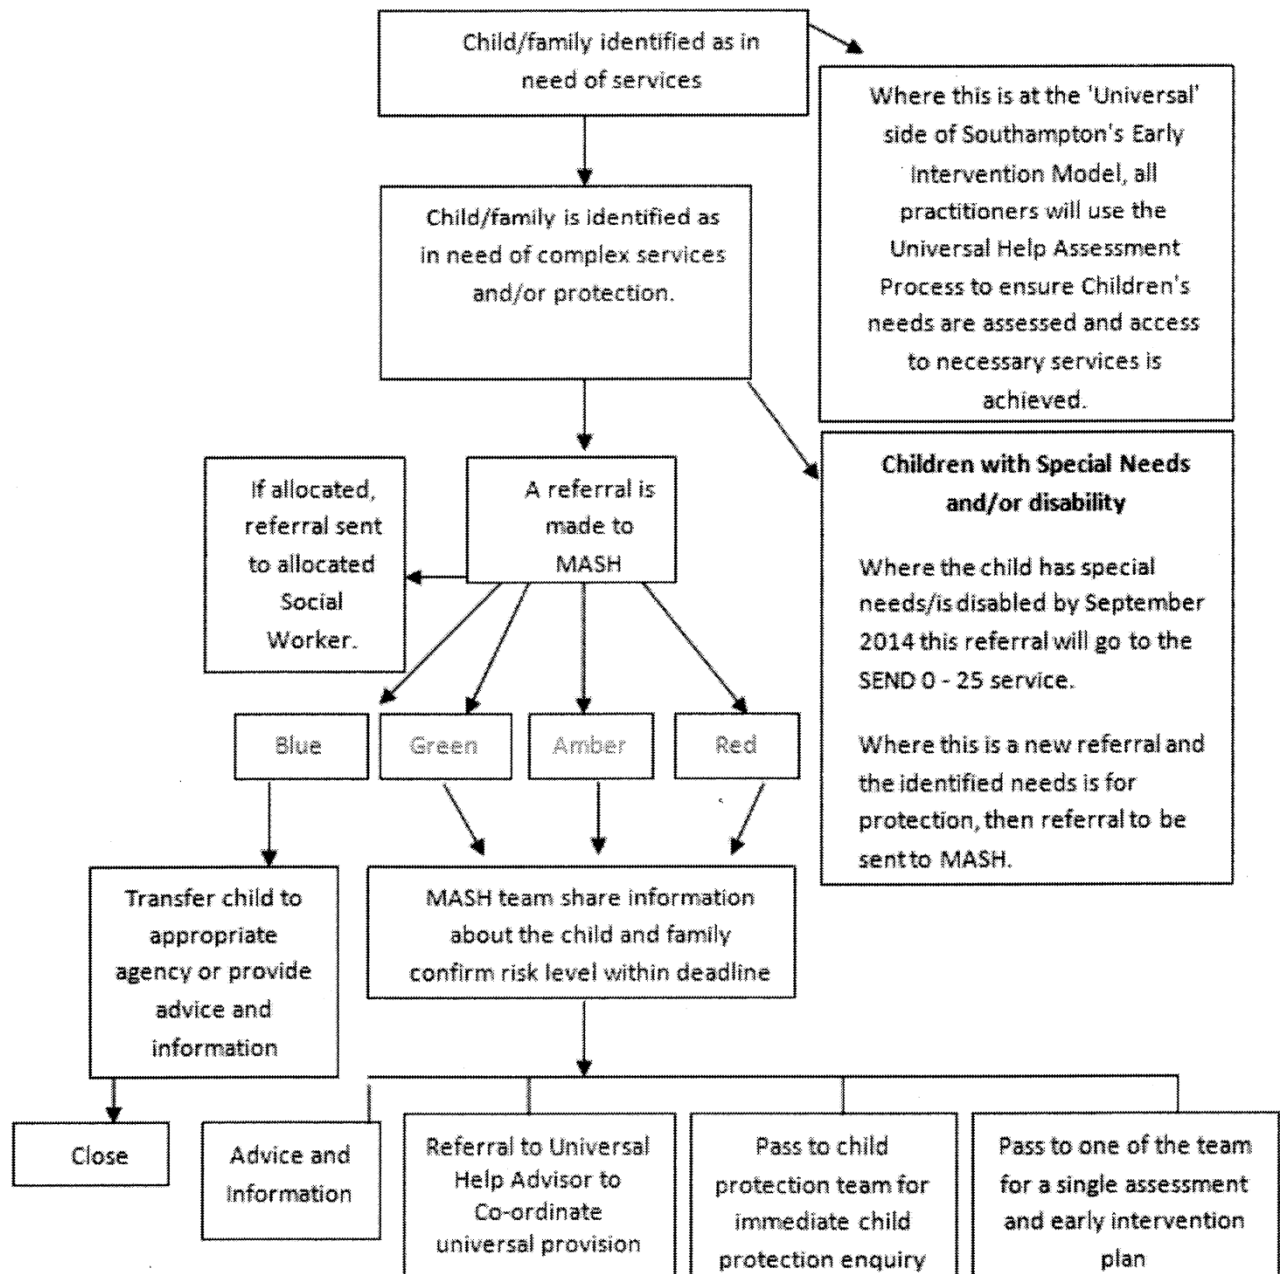 Child/family identified as in
need of services
Where this is at the 'Universal'
side of Southampton's Early
Intervention Model, all
practitioners will use the
Universal Help Assessment
Process to ensure Children's
needs are assessed and access
to necessary services is
achieved.
Child/family is identified as
in need of complex services
and/or protection.
Children with Special Needs
and/or disability
Where the child has special
needs/is disabled by September
2014 this referral will go to the
SEND 0 - 25 service.
Where this is a new referral and
the identified needs is for
protection, then referral to be
sent to MASH.
If allocated,
referral sent
to allocated
Social
Worker.
A referral is
made to
MASH
Blue
Green
Amber
Red
Transfer child to
appropriate
agency or provide
advice and
information
MASH team share information
about the child and family
confirm risk level within deadline
Close
Advice and
Information
Referral to Universal
Help Advisor to
Co-ordinate
universal provision
Pass to child
protection team for
immediate child
protection enquiry
Pass to one of the team
for a single assessment
and early intervention
plan